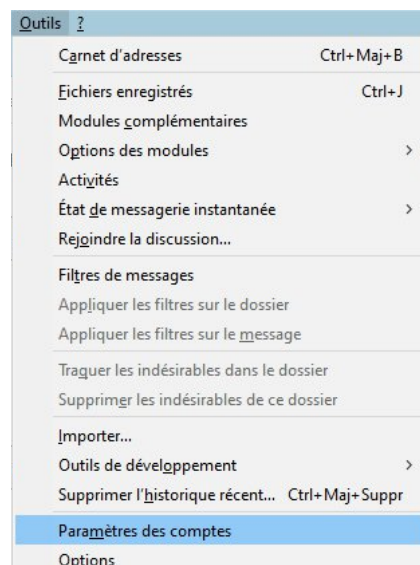 Outils ?
Carnet d'adresses Ctrl+Maj+B
Fichiers enregistrés Ctrl+J
Modules complémentaires
Options des modules
Activités
État de messagerie instantanée
Rejoindre la discussion...
Filtres de messages
Appliquer les filtres sur le dossier
Appliquer les filtres sur le message
Traquer les indésirables dans le dossier
Supprimer les indésirables de ce dossier
Importer...
Outils de développement
Supprimer l'historique récent... Ctrl+Maj+Suppr
Paramètres des comptes
Options